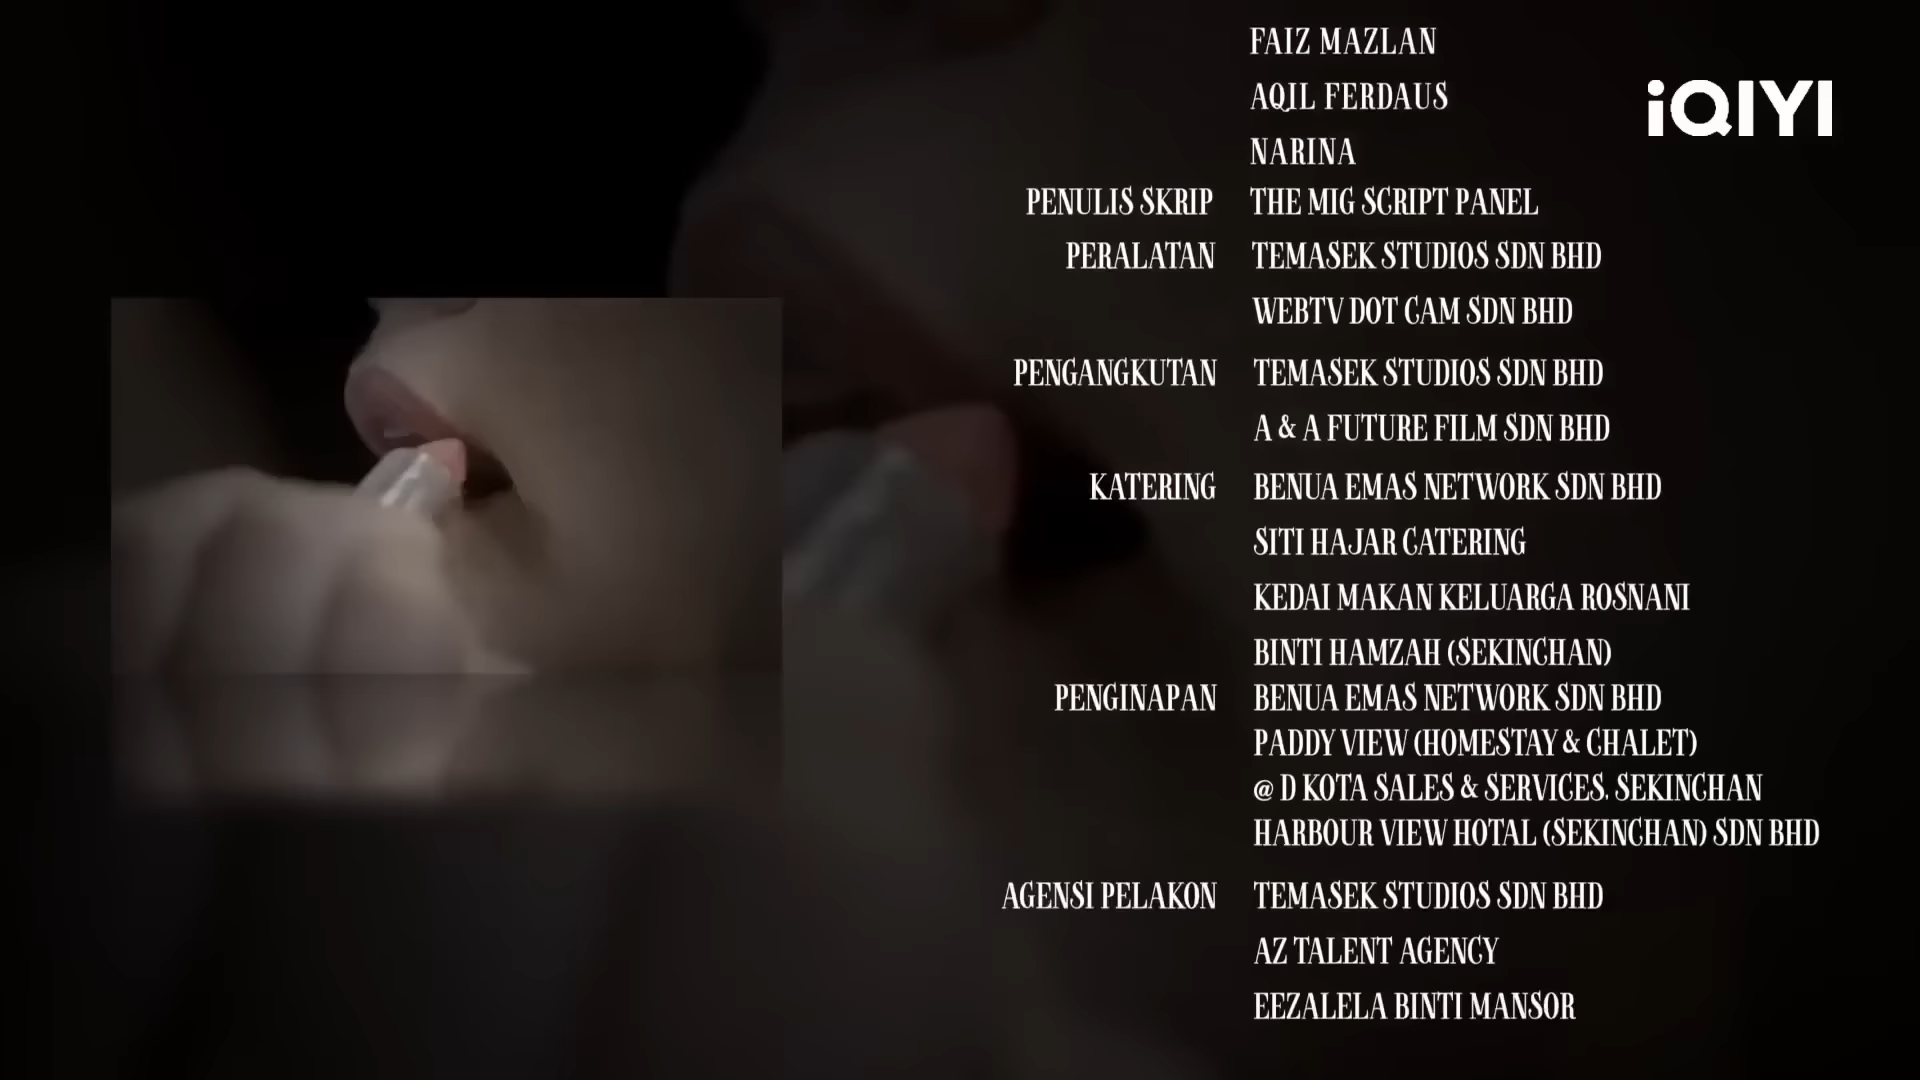 FAIZ MAZLAN
AQIL FERDAUS
iQIYI
NARINA
PENULIS SKRIP THE MIG SCRIPT PANEL
PERALATAN TEMASEK STUDIOS SDN BHD
WEBTV DOT CAM SDN BHD
PENGANGKUTAN TEMASEK STUDIOS SDN BHD
A & A FUTURE FILM SDN BHD
KATERING BENUA EMAS NETWORK SDN BHD
SITI HAJAR CATERING
KEDAI MAKAN KELUARGA ROSNANI
BINTI HAMZAH (SEKINCHAN)
PENGINAPAN BENUA EMAS NETWORK SDN BHD
PADDY VIEW (HOMESTAY & CHALET)
@ D KOTA SALES & SERVICES, SEKINCHAN
HARBOUR VIEW HOTAL (SEKINCHAN) SDN BHD
AGENSI PELAKON TEMASEK STUDIOS SDN BHD
AZ TALENT AGENCY
EEZALELA BINTI MANSOR